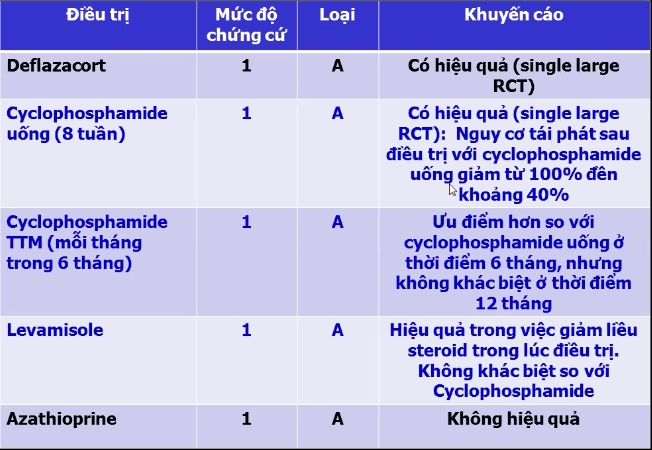 Điều trị
Mức độ
chứng cứ
Loại
Khuyến cáo
Deflazacort
1
A
Có hiệu quả (single large
RCT)
Cyclophosphamide
uống (8 tuần)
1
A
Có hiệu quả (single large
RCT): Nguy cơ tái phát sau
điều trị với cyclophosphamide
uống giảm từ 100% đên
khoảng 40%
Cyclophosphamide
TTM (mỗi tháng
trong 6 tháng)
1
A
Ưu điểm hơn so với
cyclophosphamide uống ở
thời điểm 6 tháng, nhưng
không khác biệt ở thời điểm
12 tháng
Levamisole
1
A
Hiệu quả trong việc giảm liều
steroid trong lúc điều trị.
Không khác biệt so với
Cyclophosphamide
Azathioprine
1
A
Không hiệu quả